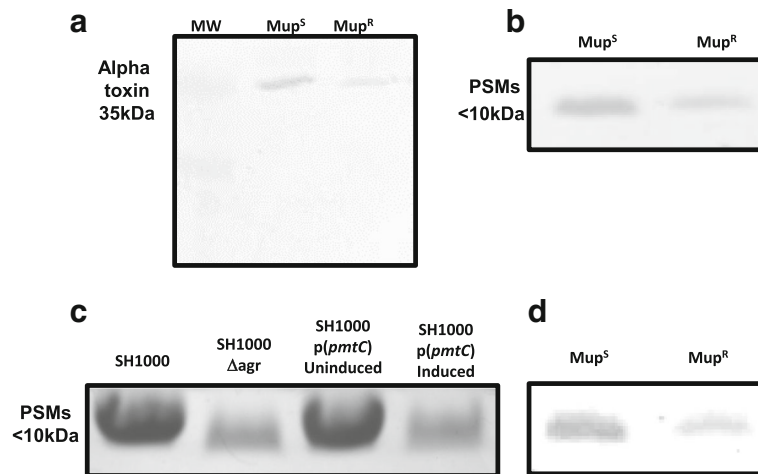 a
MW Mup^S Mup^R
Alpha
toxin
35kDa
b
Mup^S Mup^R
PSMs
<10kDa
c
SH1000
SH1000
Δagr
SH1000
p(pmtC)
Uninduced
SH1000
p(pmtC)
Induced
PSMs
<10kDa
d
Mup^S Mup^R